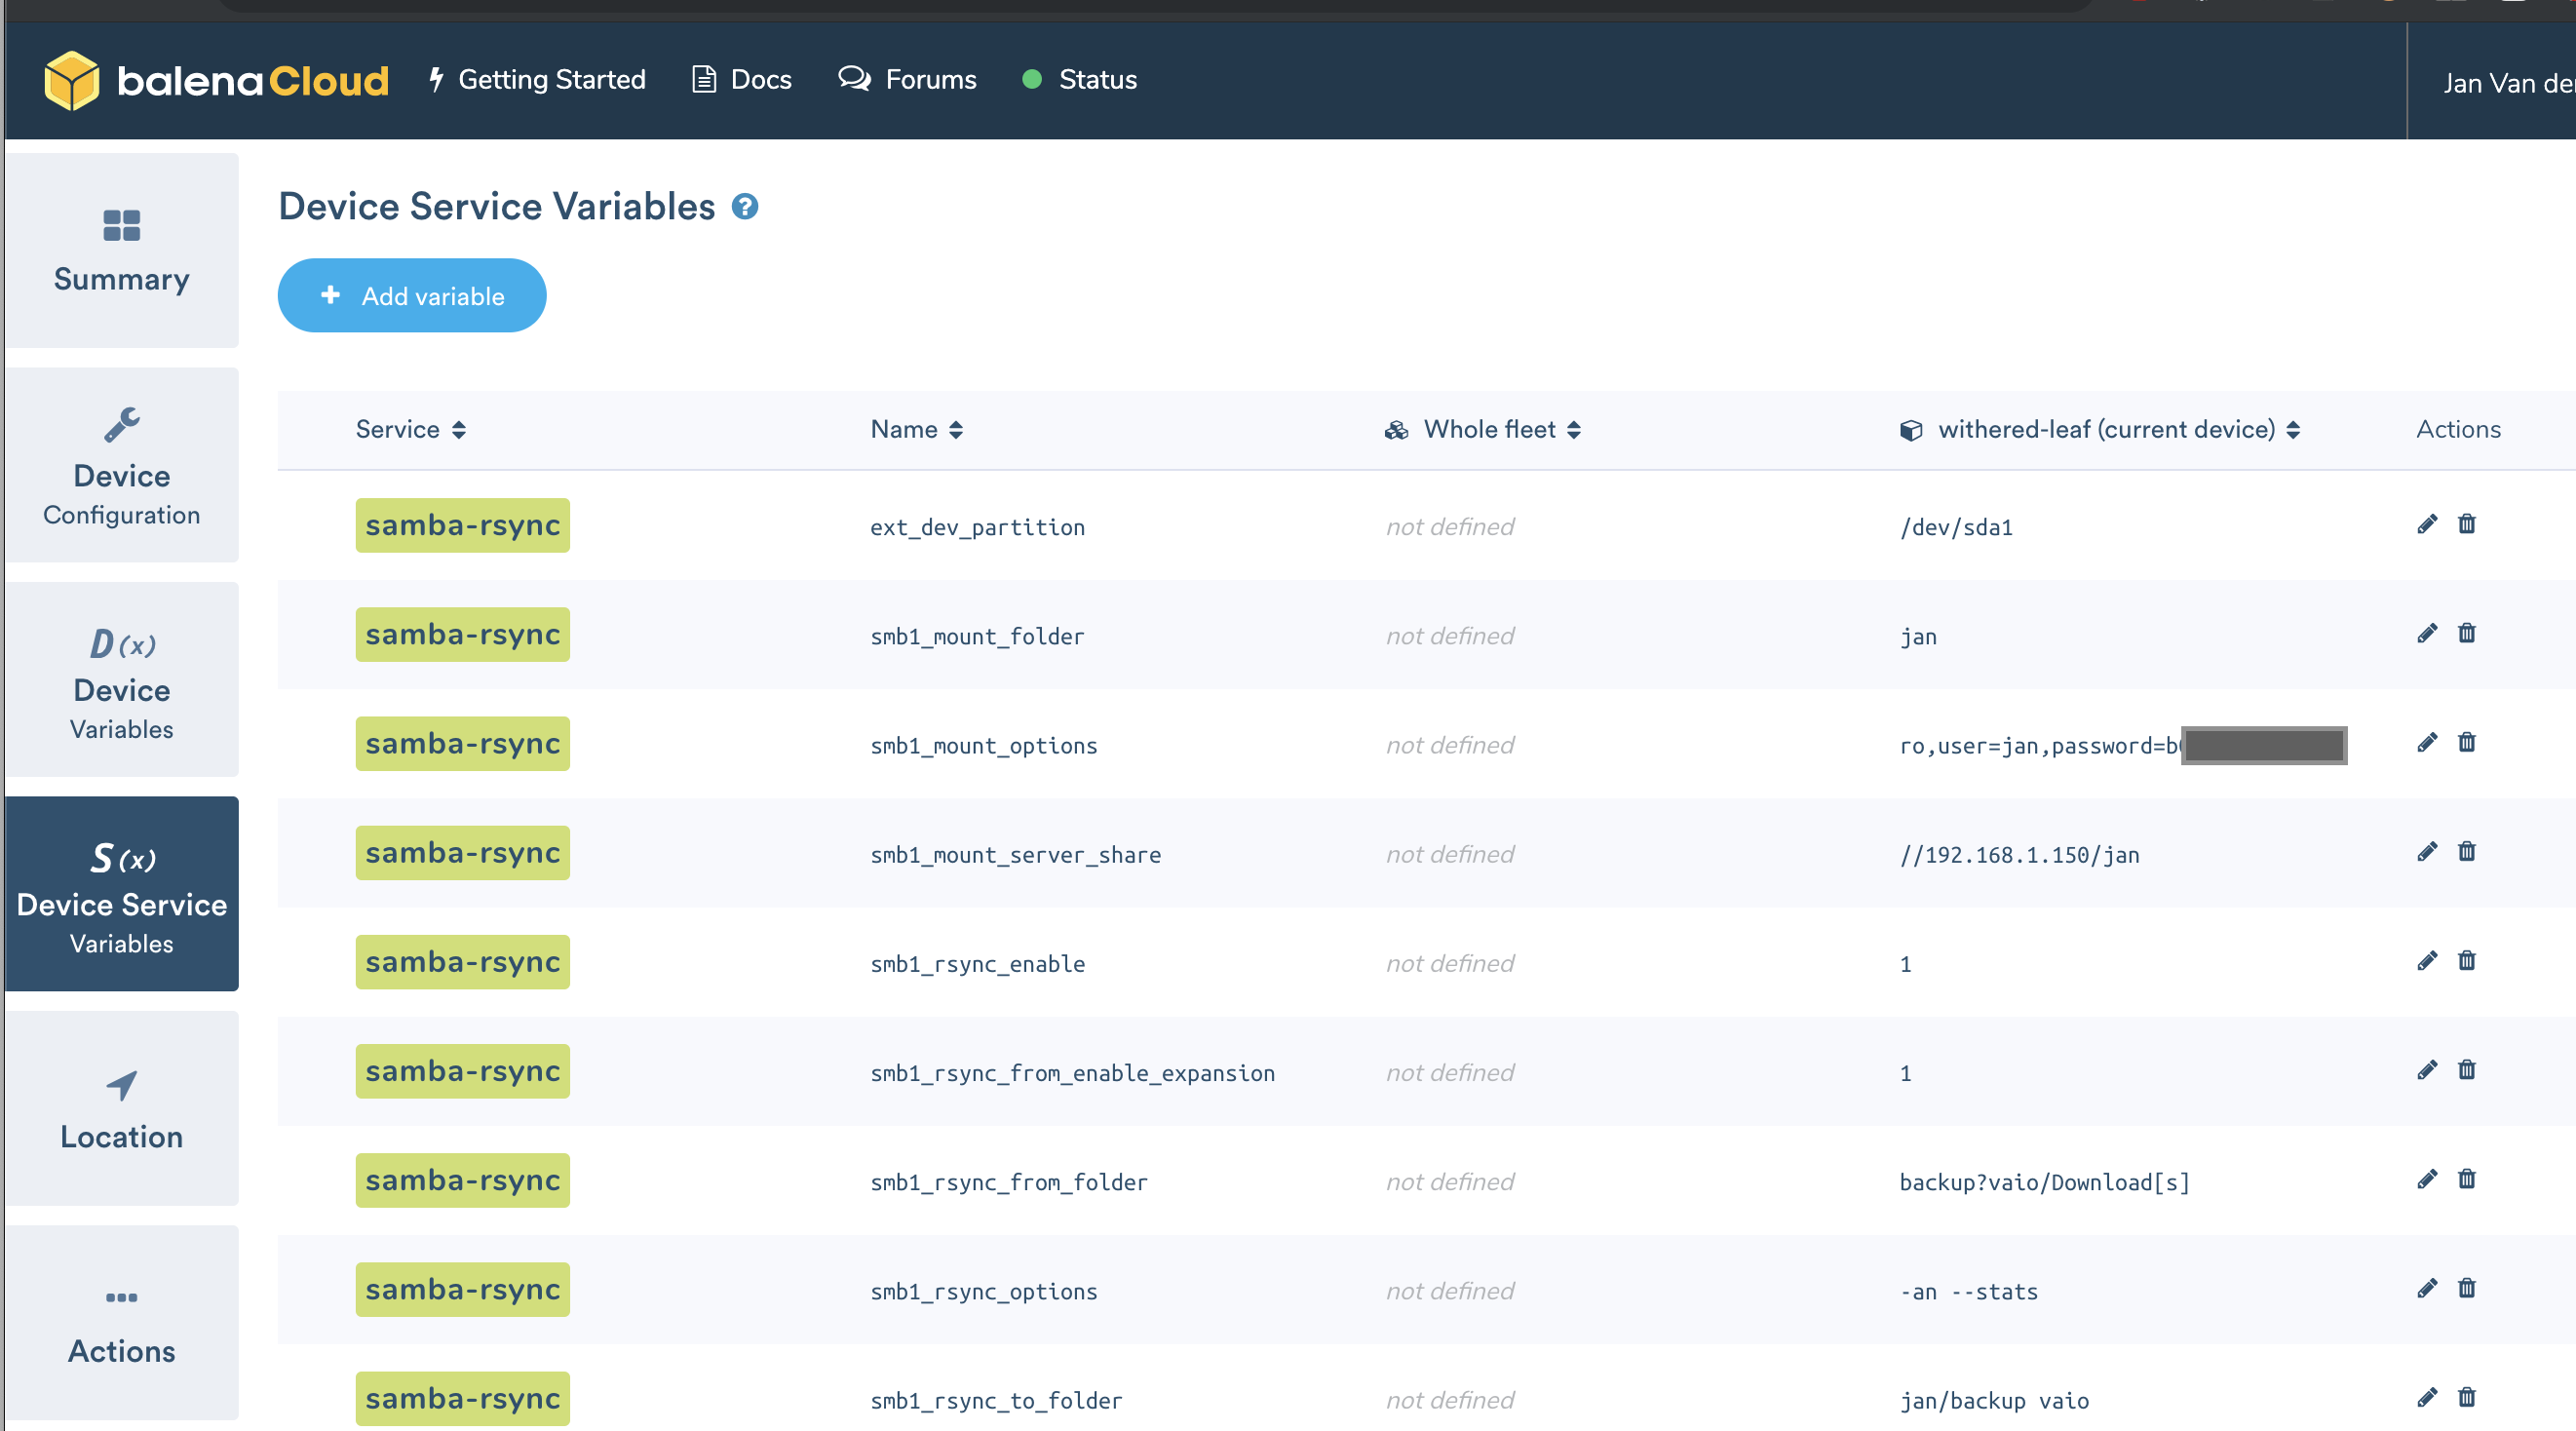 balenaCloud Getting Started Docs Forums Status Jan Van de
Summary
Device
Configuration
D(x)
Device
Variables
S(x)
Device Service
Variables
Location
Actions
Device Service Variables ?
+ Add variable
Service Name Whole fleet withered-leaf (current device) Actions
samba-rsync ext_dev_partition not defined /dev/sda1
samba-rsync smb1_mount_folder not defined jan
samba-rsync smb1_mount_options not defined ro,user=jan,password=b
samba-rsync smb1_mount_server_share not defined //192.168.1.150/jan
samba-rsync smb1_rsync_enable not defined 1
samba-rsync smb1_rsync_from_enable_expansion not defined 1
samba-rsync smb1_rsync_from_folder not defined backup?vaio/Download[s]
samba-rsync smb1_rsync_options not defined -an --stats
samba-rsync smb1_rsync_to_folder not defined jan/backup vaio